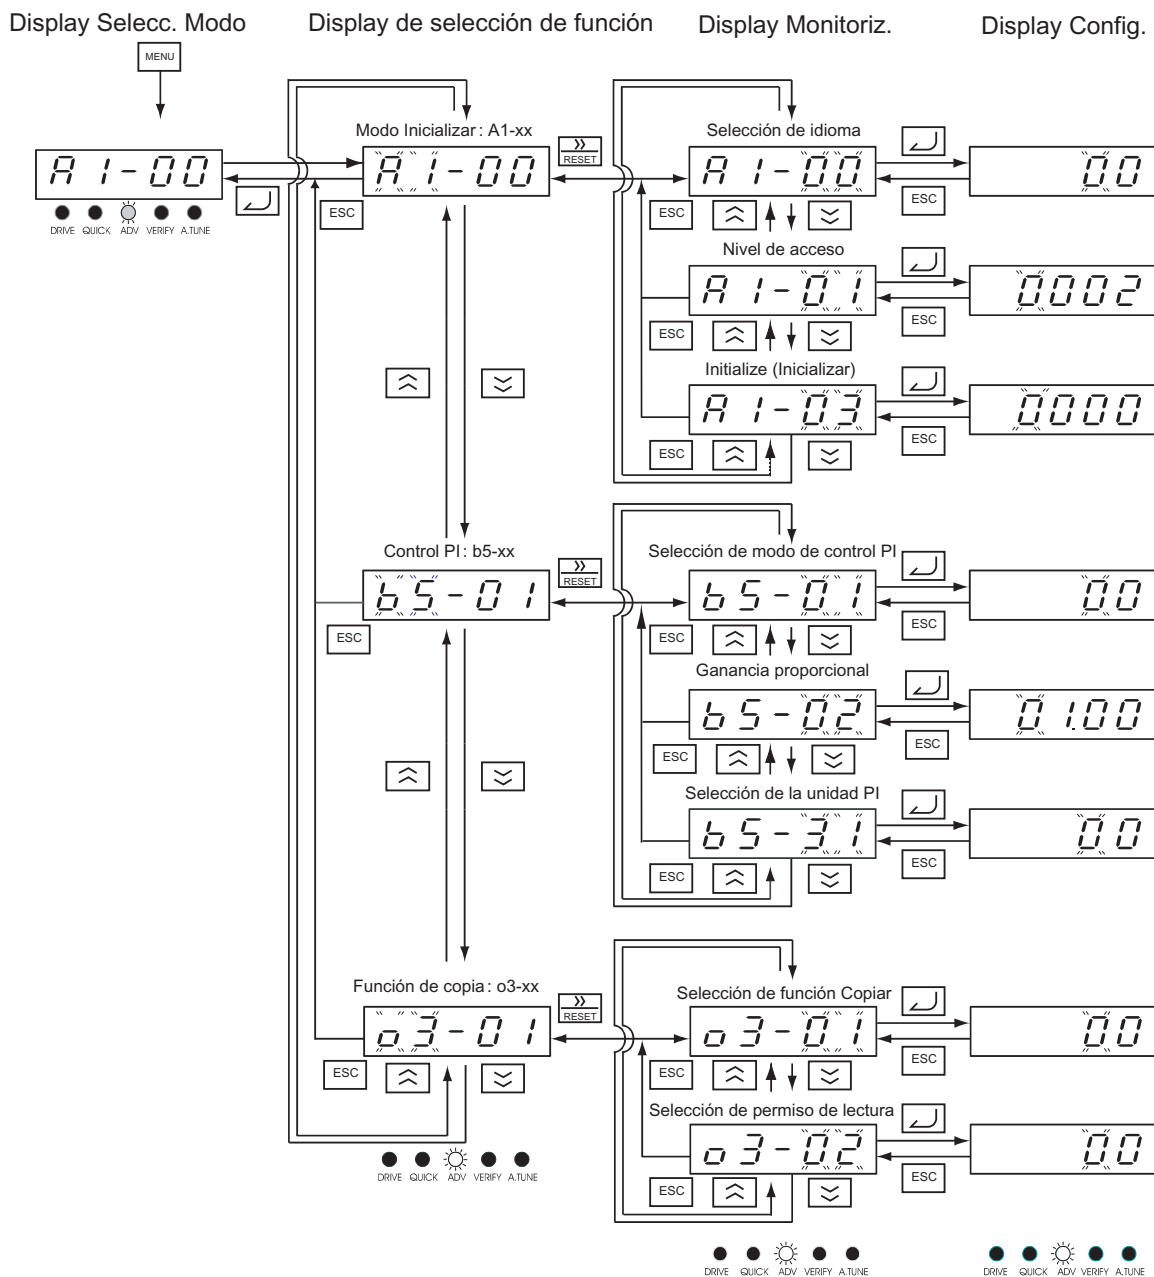 Display Selecc. Modo
Display de selección de función
Display Monitoriz.
Display Config.
MENU
Modo Inicializar : A1-xx
RESET
Selección de idioma
A1-00
A1-00
A1-00
00
ESC
ESC
ESC
DRIVE QUICK ADV VERIFY A.TUNE
Nivel de acceso
A1-01
0002
ESC
ESC
Initialize (Inicializar)
A1-03
0000
ESC
ESC
Control PI : b5-xx
RESET
Selección de modo de control PI
b5-01
b5-01
00
ESC
ESC
ESC
Ganancia proporcional
b5-02
01.00
ESC
ESC
Selección de la unidad PI
b5-31
00
ESC
ESC
Función de copia : o3-xx
RESET
Selección de función Copiar
o3-01
o3-01
00
ESC
ESC
ESC
Selección de permiso de lectura
o3-02
00
ESC
ESC
DRIVE QUICK ADV VERIFY A.TUNE
DRIVE QUICK ADV VERIFY A.TUNE
DRIVE QUICK ADV VERIFY A.TUNE